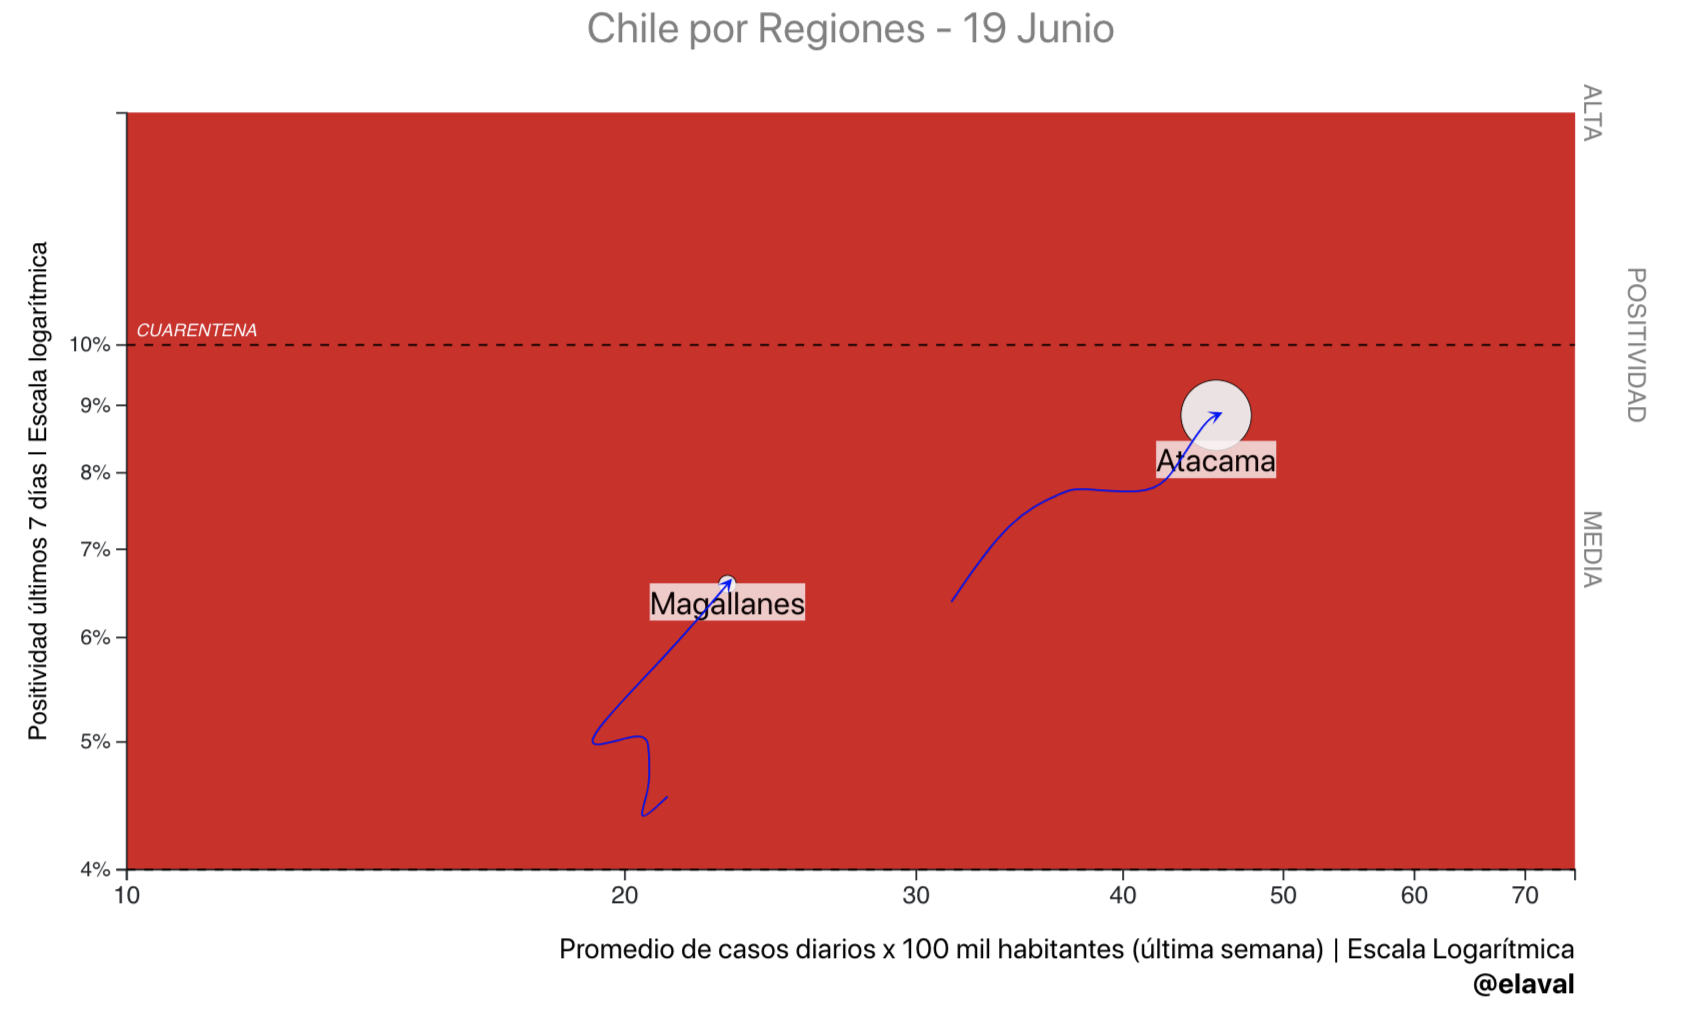 Chile por Regiones - 19 Junio
ALTA
POSITIVIDAD
MEDIA
Positividad últimos 7 días | Escala logarítmica
CUARENTENA
10%
9%
8%
7%
6%
5%
4%
Atacama
Magallanes
10 20 30 40 50 60 70
Promedio de casos diarios x 100 mil habitantes (última semana) | Escala Logarítmica
@elaval